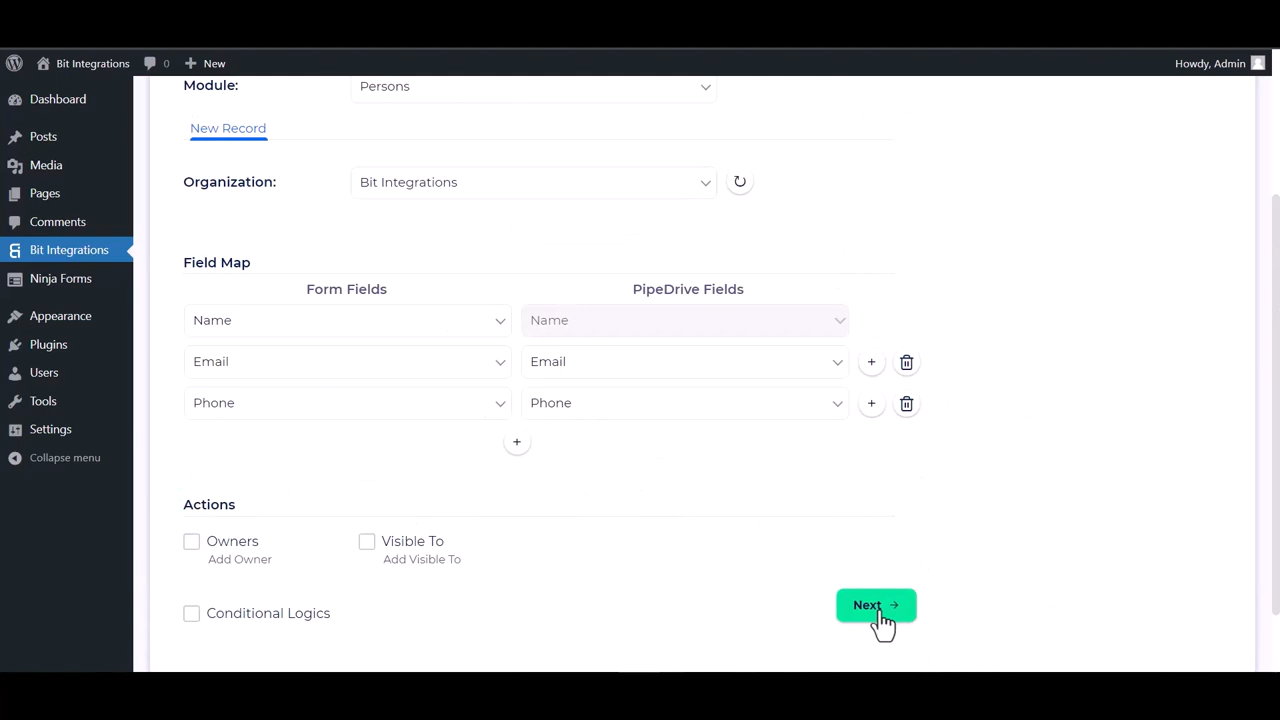 Bit Integrations 0 + New Howdy, Admin
Dashboard
Posts
Media
Pages
Comments
Bit Integrations
Ninja Forms
Appearance
Plugins
Users
Tools
Settings
Collapse menu
Module: Persons
New Record
Organization: Bit Integrations
Field Map
Form Fields PipeDrive Fields
Name Name
Email Email +
Phone Phone +
+
Actions
Owners Visible To
Add Owner Add Visible To
Conditional Logics
Next →